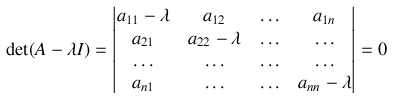 det(A − λI) = | a₁₁ − λ a₁₂ … a₁ₙ |
| a₂₁ a₂₂ − λ … … |
| … … … … |
| aₙ₁ … … aₙₙ − λ | = 0